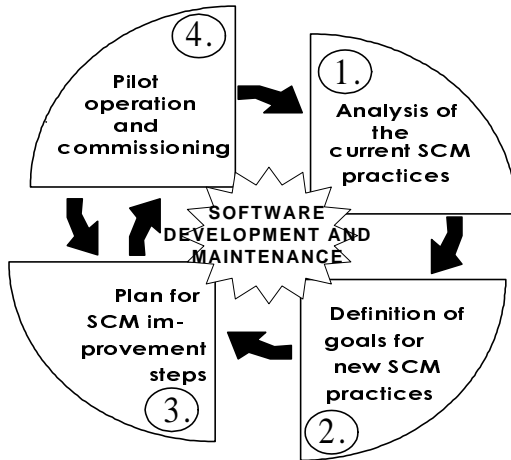 4.
Pilot
operation
and
commissioning
1.
Analysis of
the
current SCM
practices
SOFTWARE
DEVELOPMENT AND
MAINTENANCE
Plan for
SCM im-
provement
steps
3.
Definition of
goals for
new SCM
practices
2.